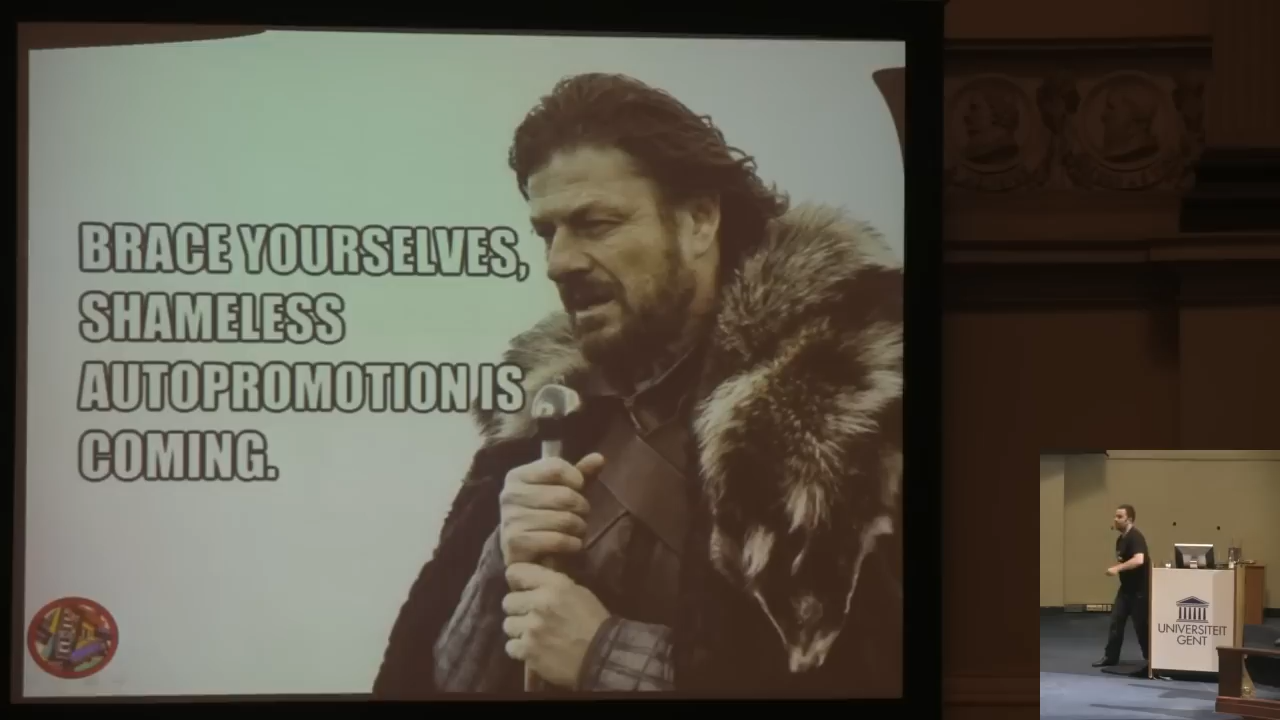 BRACE YOURSELVES,
SHAMELESS
AUTOPROMOTION IS
COMING.
UNIVERSITEIT
GENT